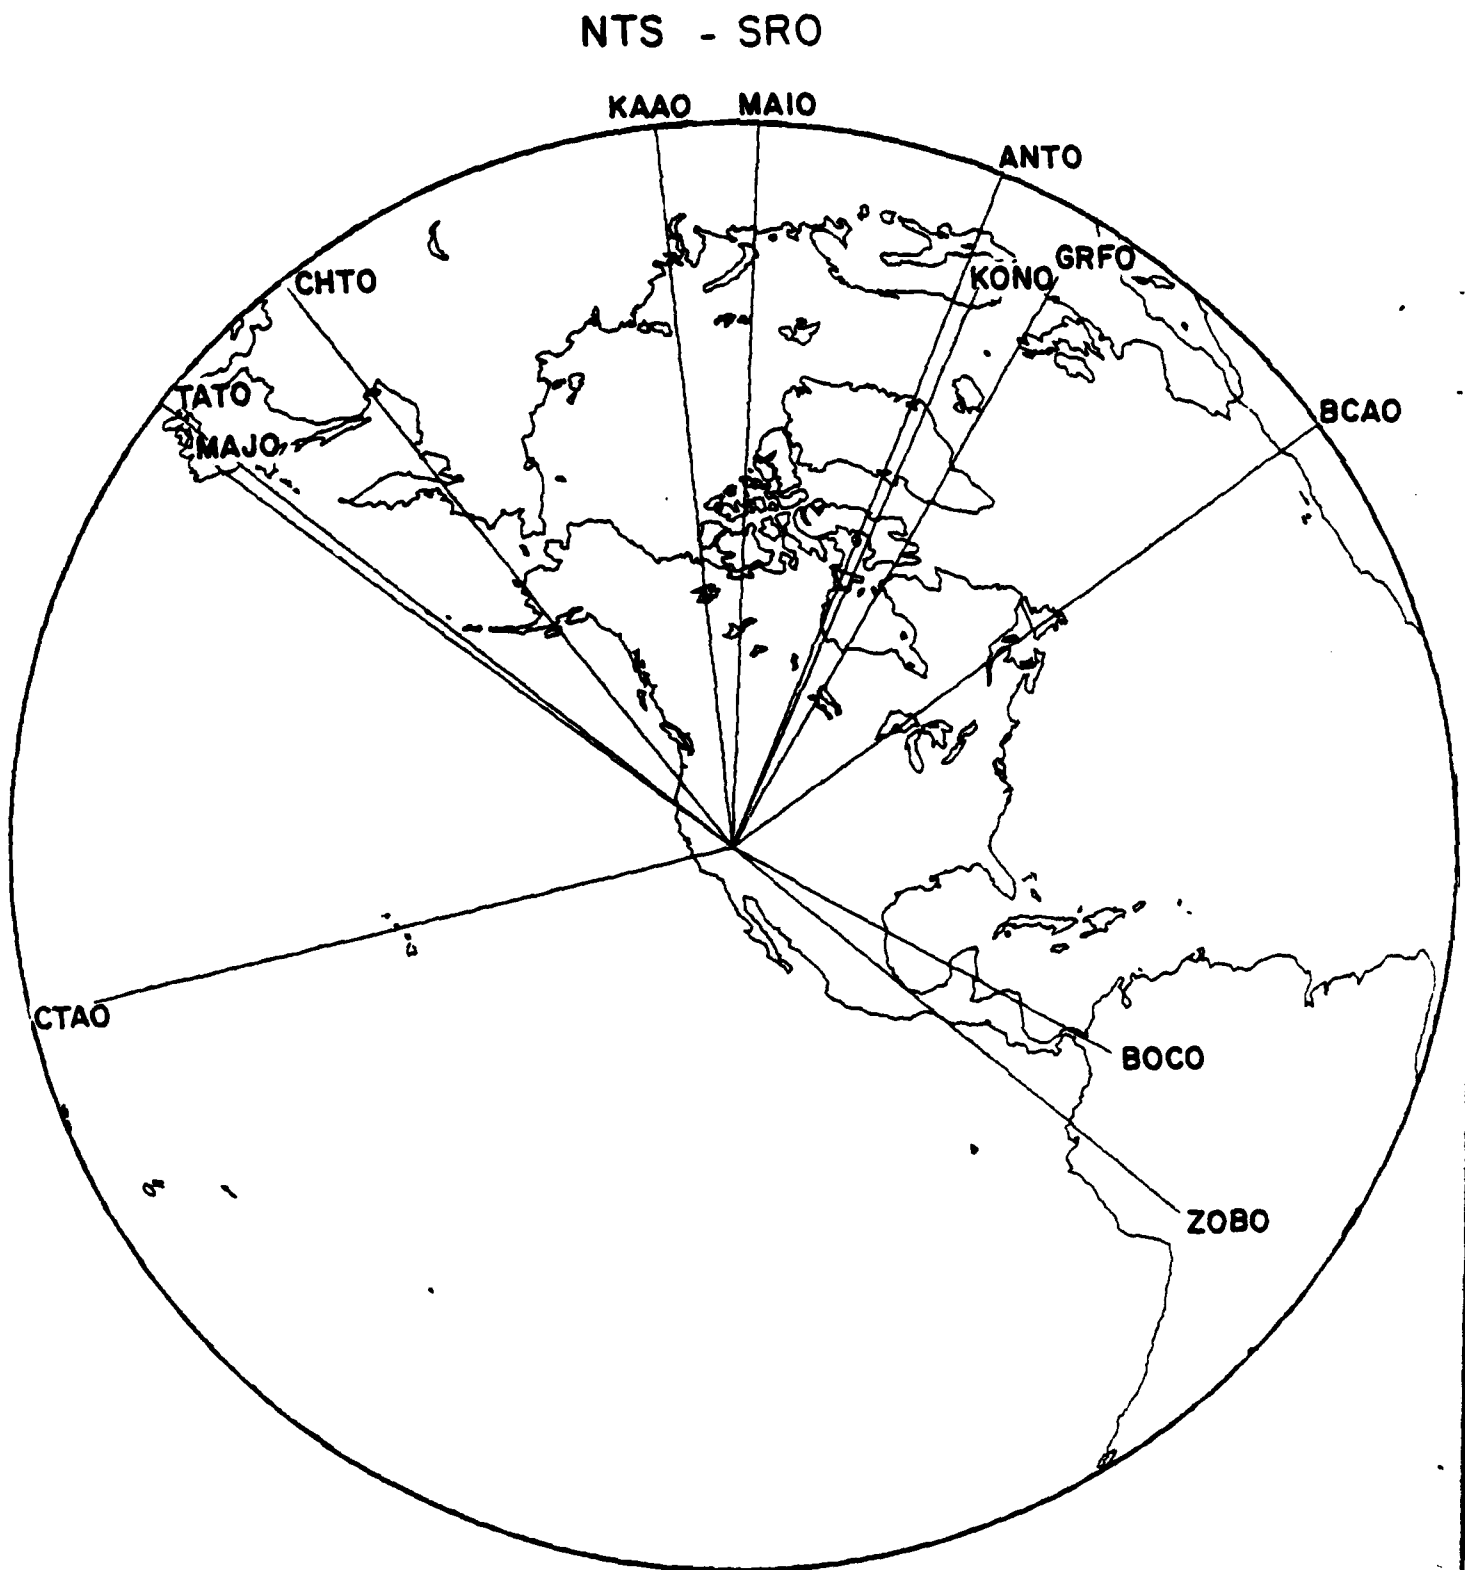 NTS - SRO
KAAO MAIO
ANTO
GRFO
KONO
CHTO
TATO
BCAO
MAJO
CTAO
BOCO
ZOBO